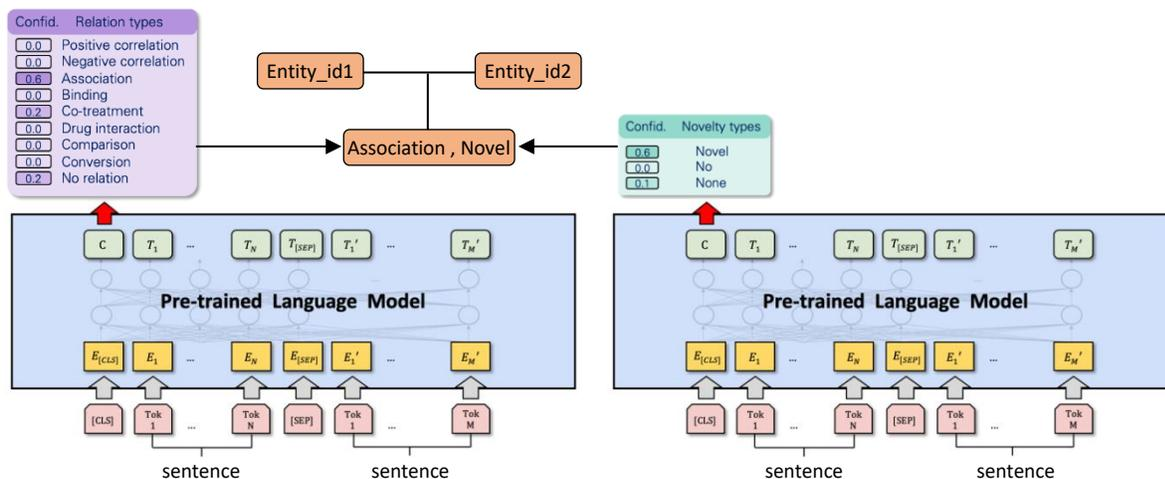 Confid. Relation types
0.0 Positive correlation
0.0 Negative correlation
0.6 Association
0.0 Binding
0.2 Co-treatment
0.0 Drug interaction
0.0 Comparison
0.0 Conversion
0.2 No relation
Entity_id1 Entity_id2
Association , Novel
Confid. Novelty types
0.6 Novel
0.0 No
0.1 None
C T1 ... TN T[SEP] T1' ... TM'
Pre-trained Language Model
E[CLS] E1 ... EN E[SEP] E1' ... EM'
[CLS] Tok 1 ... Tok N [SEP] Tok 1 ... Tok M
sentence sentence
C T1 ... TN T[SEP] T1' ... TM'
Pre-trained Language Model
E[CLS] E1 ... EN E[SEP] E1' ... EM'
[CLS] Tok 1 ... Tok N [SEP] Tok 1 ... Tok M
sentence sentence